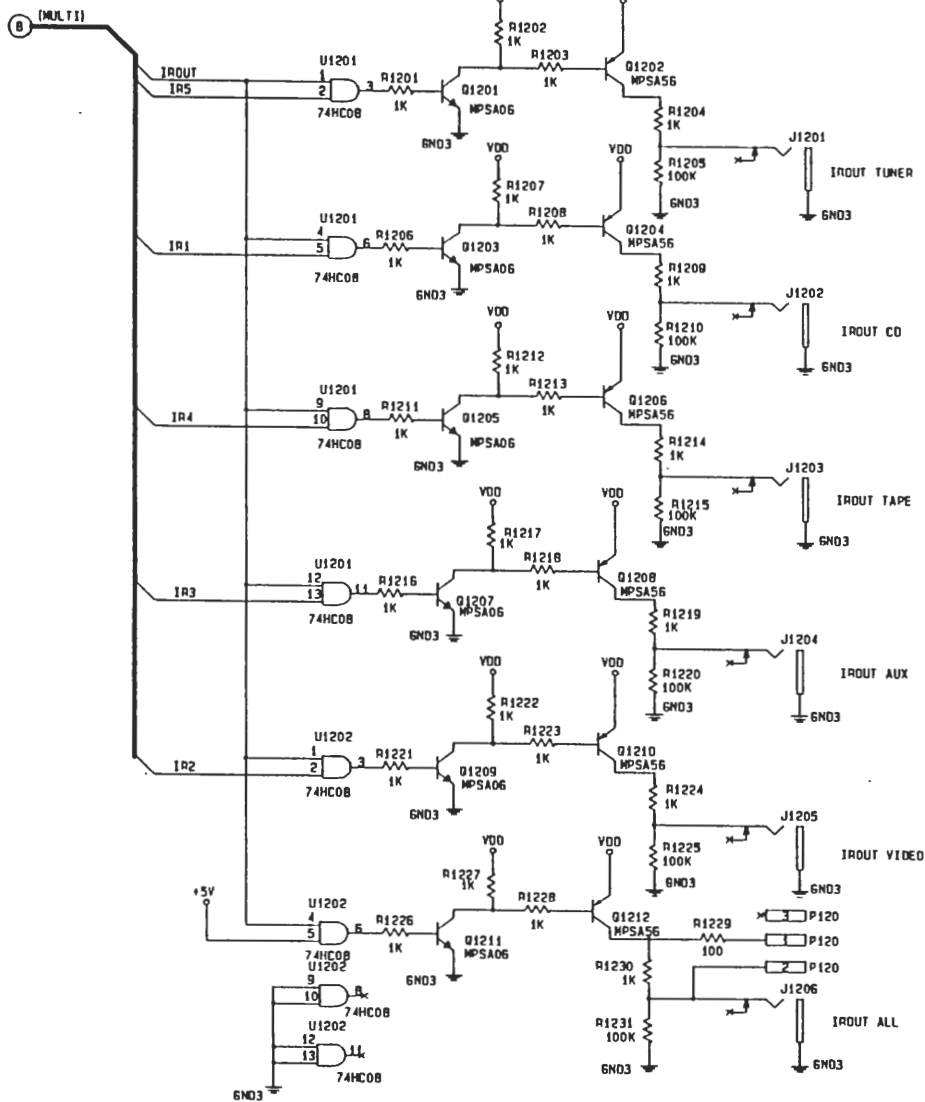 B (MULTI)
IROUT
IR5
U1201
1
2
3
74HC08
R1201
1K
Q1201
MPSA06
GND3
R1202
1K
R1203
1K
Q1202
MPSA56
R1204
1K
R1205
100K
GND3
J1201
GND3
IROUT TUNER
IR1
U1201
4
5
6
74HC08
R1206
1K
Q1203
MPSA06
GND3
VDD
R1207
1K
R1208
1K
VDD
Q1204
MPSA56
R1209
1K
R1210
100K
GND3
J1202
GND3
IROUT CD
IR4
U1201
9
10
8
74HC08
R1211
1K
Q1205
MPSA06
GND3
VDD
R1212
1K
R1213
1K
VDD
Q1206
MPSA56
R1214
1K
R1215
100K
GND3
J1203
GND3
IROUT TAPE
IR3
U1201
12
13
11
74HC08
R1216
1K
Q1207
MPSA06
GND3
VDD
R1217
1K
R1218
1K
VDD
Q1208
MPSA56
R1219
1K
R1220
100K
GND3
J1204
GND3
IROUT AUX
IR2
U1202
1
2
3
74HC08
R1221
1K
Q1209
MPSA06
GND3
VDD
R1222
1K
R1223
1K
VDD
Q1210
MPSA56
R1224
1K
R1225
100K
GND3
J1205
GND3
IROUT VIDEO
+5V
U1202
4
5
6
74HC08
R1226
1K
Q1211
MPSA06
GND3
VDD
R1227
1K
R1228
1K
VDD
Q1212
MPSA56
R1229
100
3 P120
1 P120
2 P120
R1230
1K
R1231
100K
GND3
J1206
GND3
IROUT ALL
U1202
9
10
8
74HC08
U1202
12
13
11
74HC08
GND3